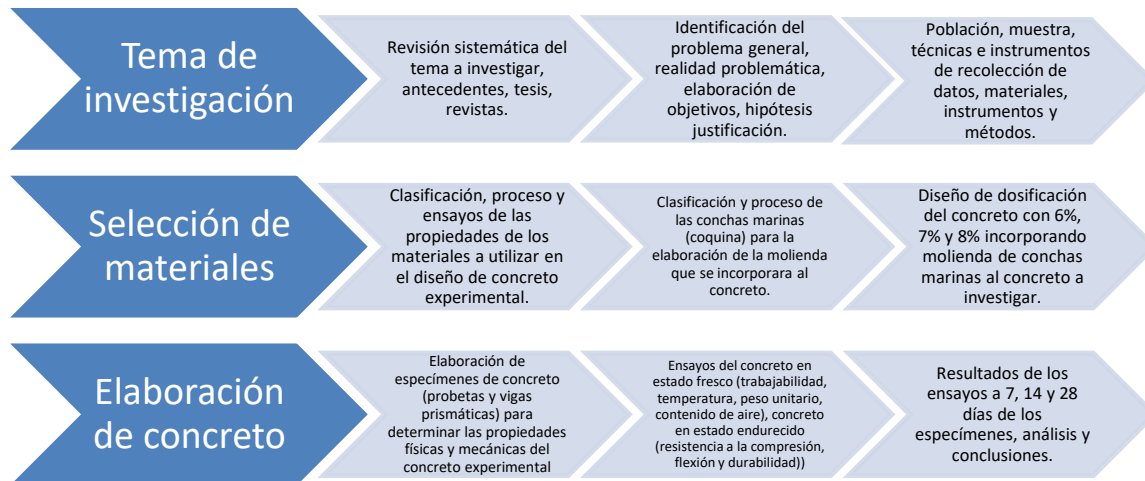 Tema de
investigación
Revisión sistemática del
tema a investigar,
antecedentes, tesis,
revistas.
Identificación del
problema general,
realidad problemática,
elaboración de
objetivos, hipótesis
justificación.
Población, muestra,
técnicas e instrumentos
de recolección de
datos, materiales,
instrumentos y
métodos.
Selección de
materiales
Clasificación, proceso y
ensayos de las
propiedades de los
materiales a utilizar en
el diseño de concreto
experimental.
Clasificación y proceso de
las conchas marinas
(coquina) para la
elaboración de la molienda
que se incorporara al
concreto.
Diseño de dosificación
del concreto con 6%,
7% y 8% incorporando
molienda de conchas
marinas al concreto a
investigar.
Elaboración
de concreto
Elaboración de
especímenes de concreto
(probetas y vigas
prismáticas) para
determinar las propiedades
físicas y mecánicas del
concreto experimental
Ensayos del concreto en
estado fresco (trabajabilidad,
temperatura, peso unitario,
contenido de aire), concreto
en estado endurecido
(resistencia a la compresión,
flexión y durabilidad))
Resultados de los
ensayos a 7, 14 y 28
días de los
especímenes, análisis y
conclusiones.